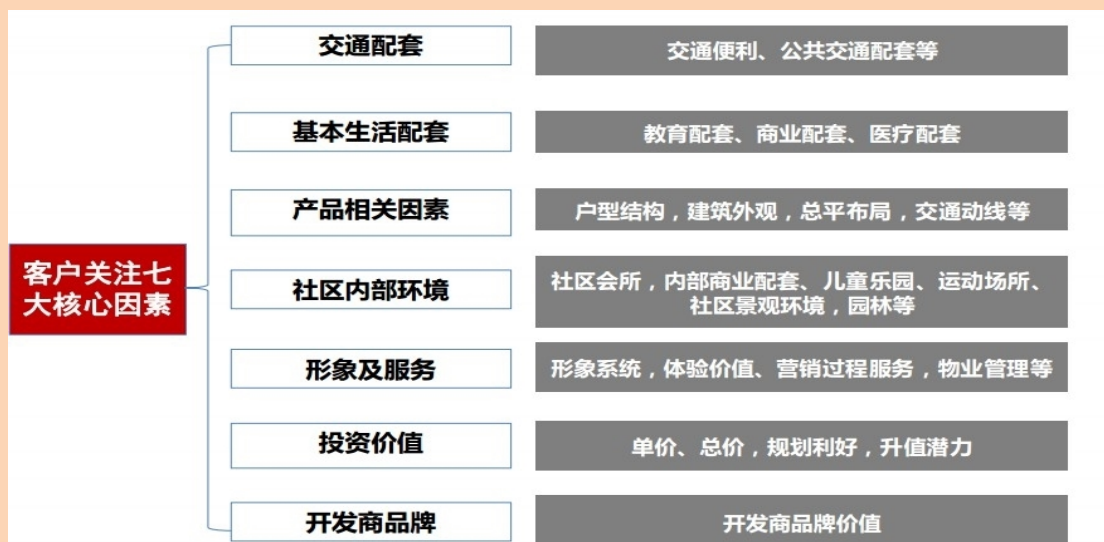 客户关注七
大核心因素
交通配套
交通便利、公共交通配套等
基本生活配套
教育配套、商业配套、医疗配套
产品相关因素
户型结构，建筑外观，总平布局，交通动线等
社区内部环境
社区会所，内部商业配套、儿童乐园、运动场所、
社区景观环境，园林等
形象及服务
形象系统，体验价值、营销过程服务，物业管理等
投资价值
单价、总价，规划利好，升值潜力
开发商品牌
开发商品牌价值